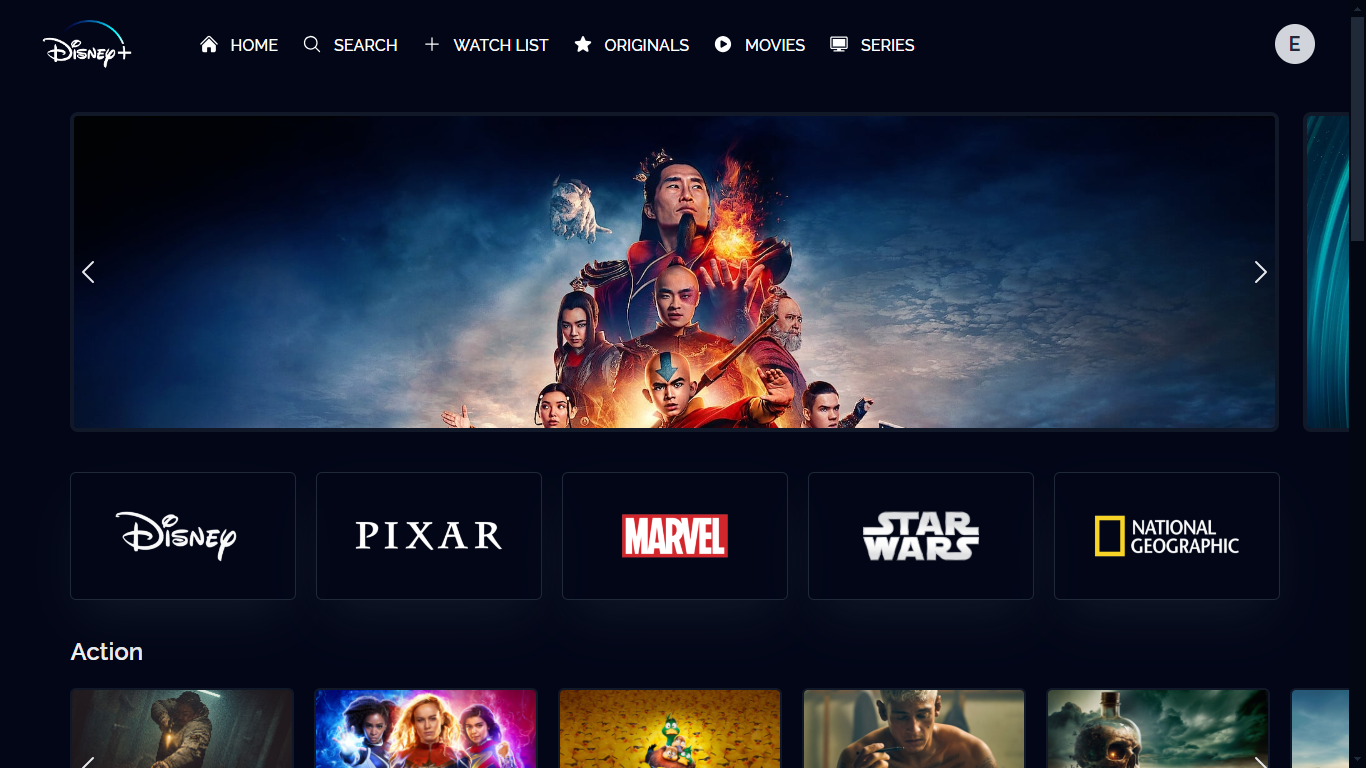 Disney+
HOME
SEARCH
WATCH LIST
ORIGINALS
MOVIES
SERIES
E
Disney
PIXAR
MARVEL
STAR
WARS
NATIONAL
GEOGRAPHIC
Action